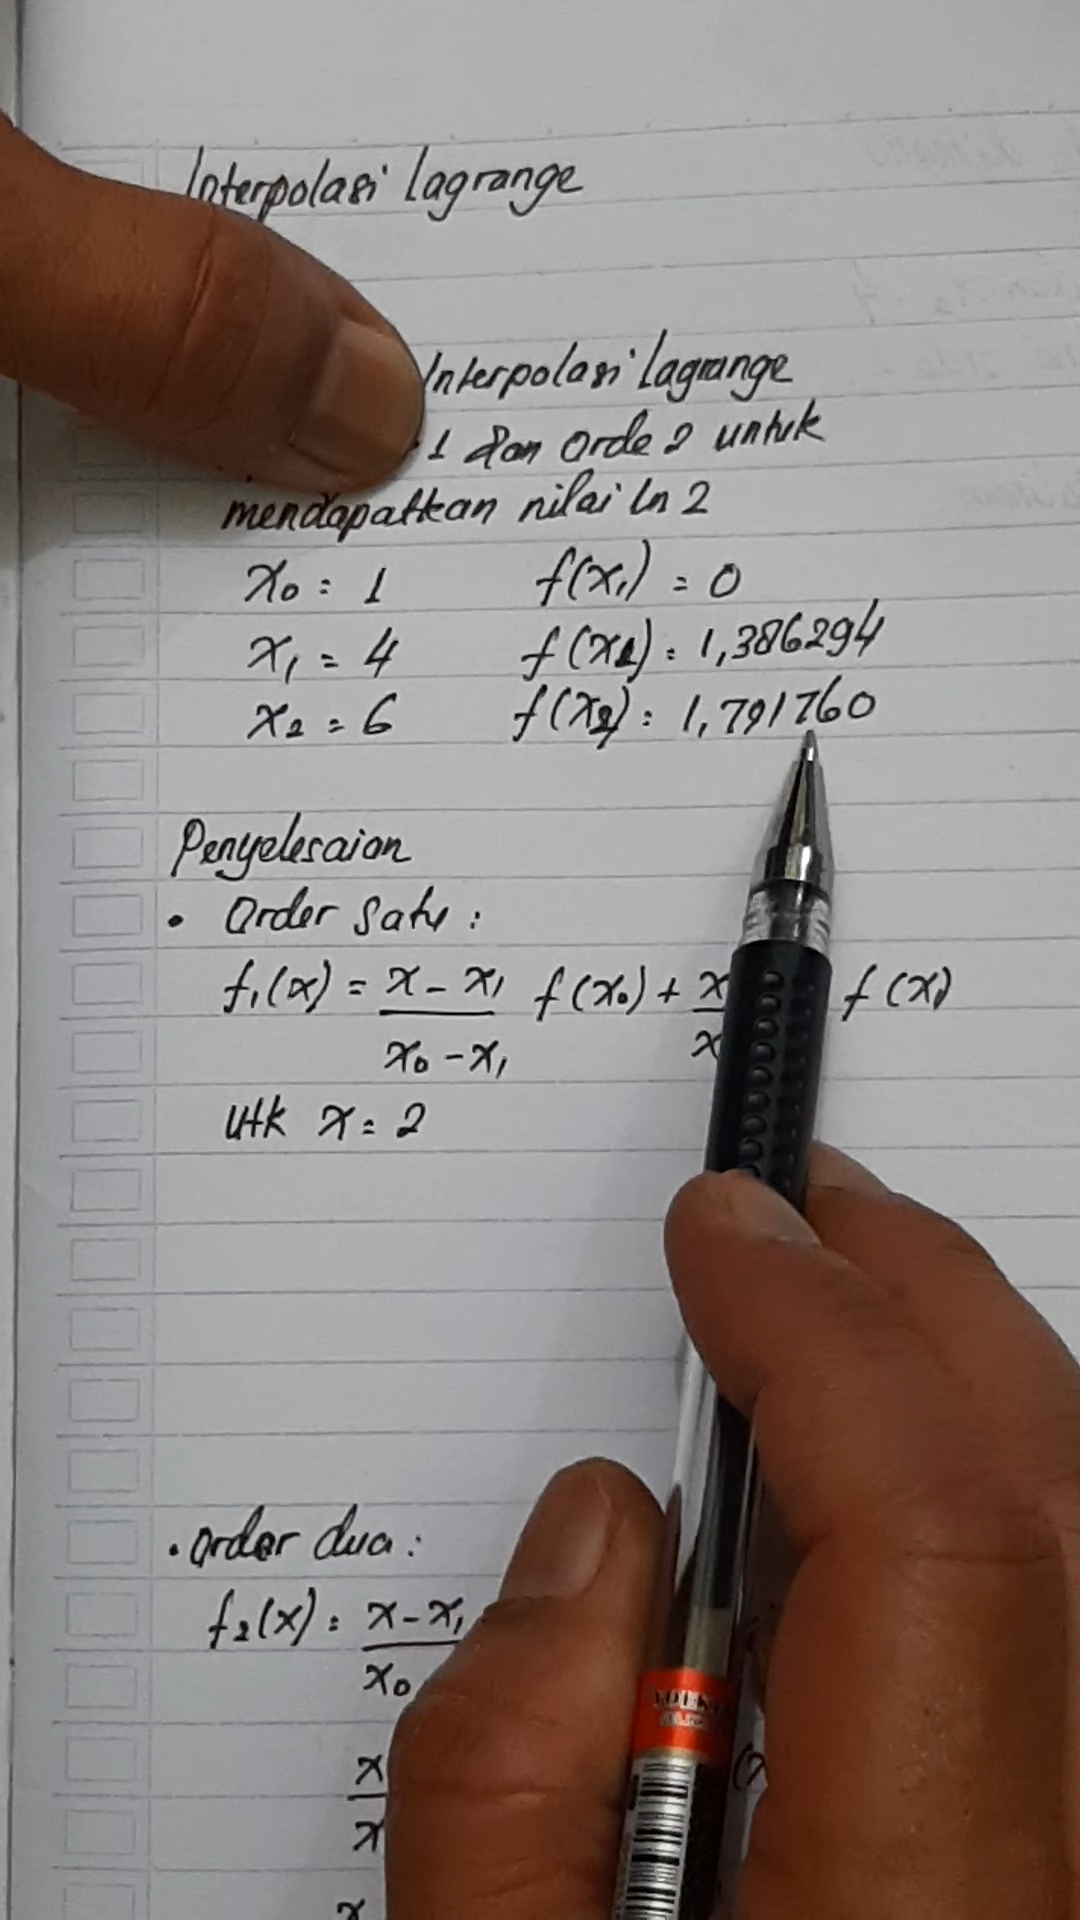 Interpolasi Lagrange
Interpolasi Lagrange
1 dan Orde 2 untuk
mendapatkan nilai ln 2
x₀ = 1 f(x₁) = 0
x₁ = 4 f(x₁) = 1,386294
x₂ = 6 f(x₂) = 1,791760
Penyelesaian
• Order satu :
f₁(x) = x - x₁ f(x₀) + x f(x₁)
x₀ - x₁ x
Utk x = 2
• Order dua :
f₂(x) = x - x₁
x₀
x
x
x